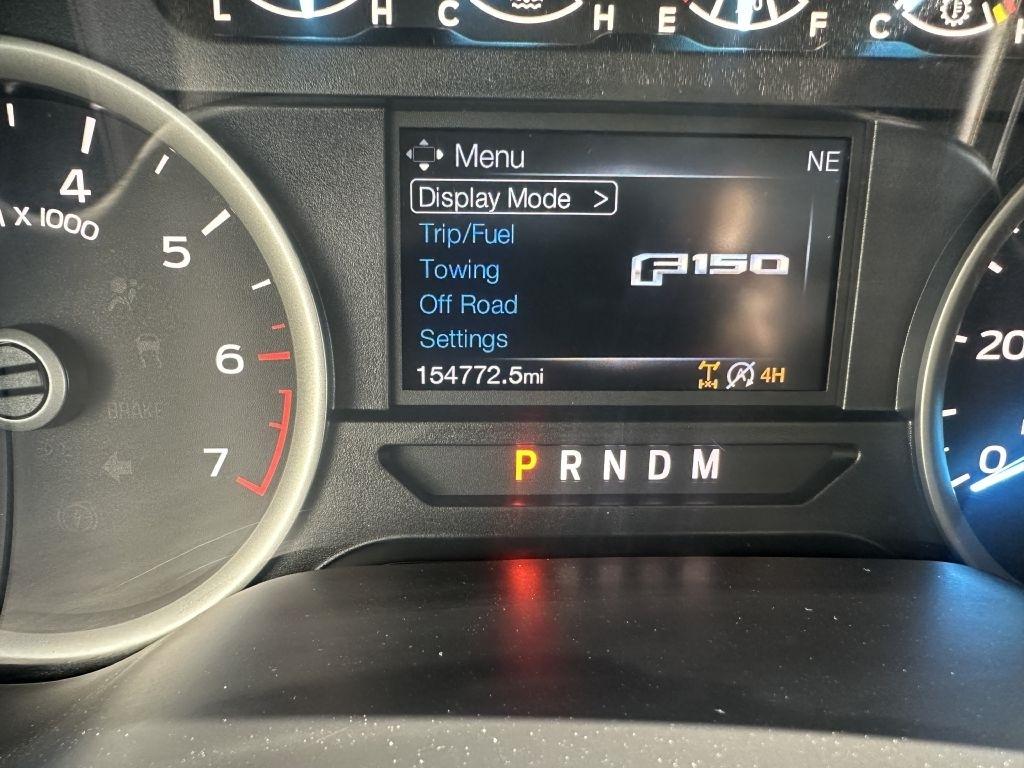 L H C H E F C H
Menu NE
Display Mode >
Trip/Fuel
Towing
Off Road
Settings
F150
154772.5mi 4H
P R N D M
4
X 1000
5
6
7
BRAKE
20
0